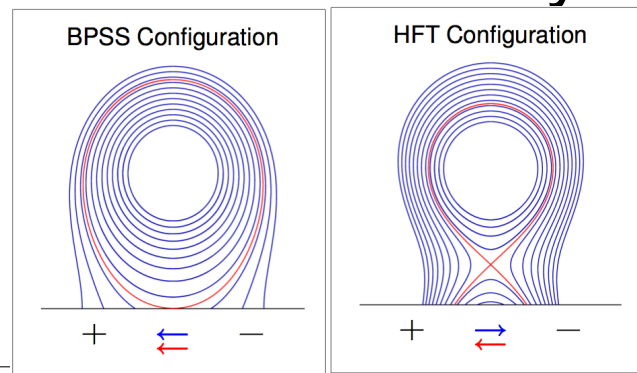 BPSS Configuration
+ ← −
←
HFT Configuration
+ → −
←